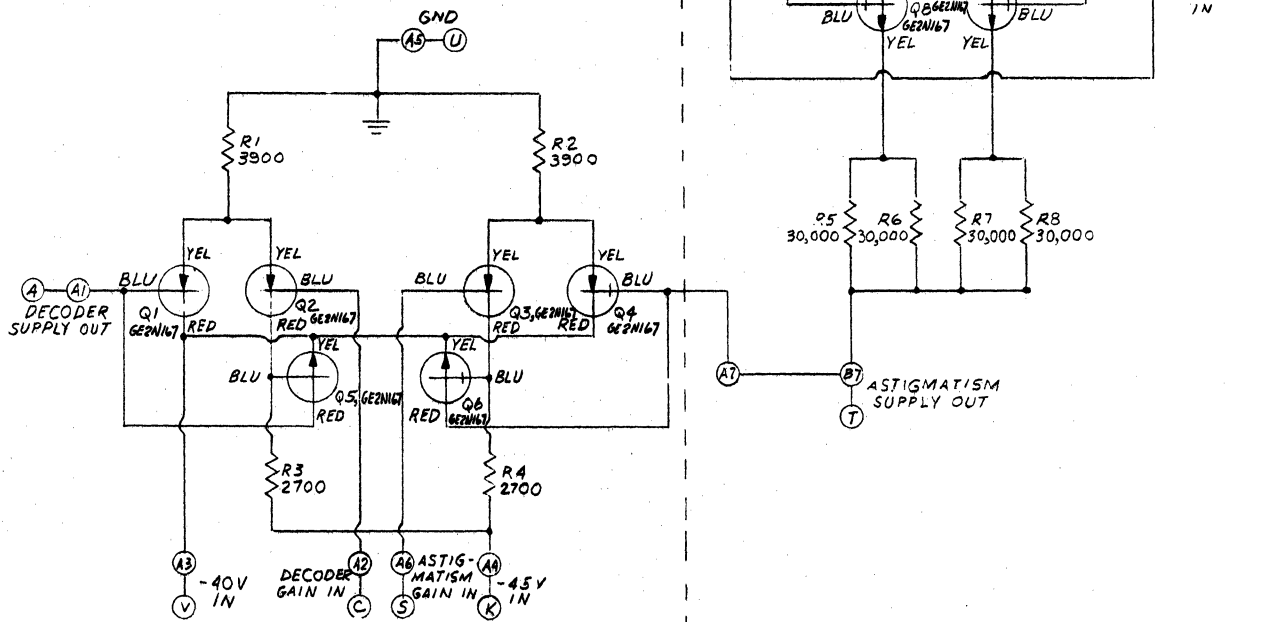 GND
A5 U
R1
3900
R2
3900
YEL
YEL
YEL
YEL
A A1 BLU
DECODER
SUPPLY OUT
Q1
GE2N167
RED
BLU
Q2
GE2N167
RED
BLU
Q3, GE2N167
RED
BLU
Q4
GE2N167
YEL
BLU
Q5, GE2N167
RED
YEL
BLU
Q6
GE2N167
RED
R3
2700
R4
2700
A3
V
-40V
IN
DECODER
GAIN IN
A2
C
A6
S
ASTIG-
MATISM
GAIN IN
A4
K
-45V
IN
BLU
Q8
GE2N167
YEL
GE2N167
BLU
YEL
IN
R5
30,000
R6
30,000
R7
30,000
R8
30,000
A7
B7
ASTIGMATISM
SUPPLY OUT
T